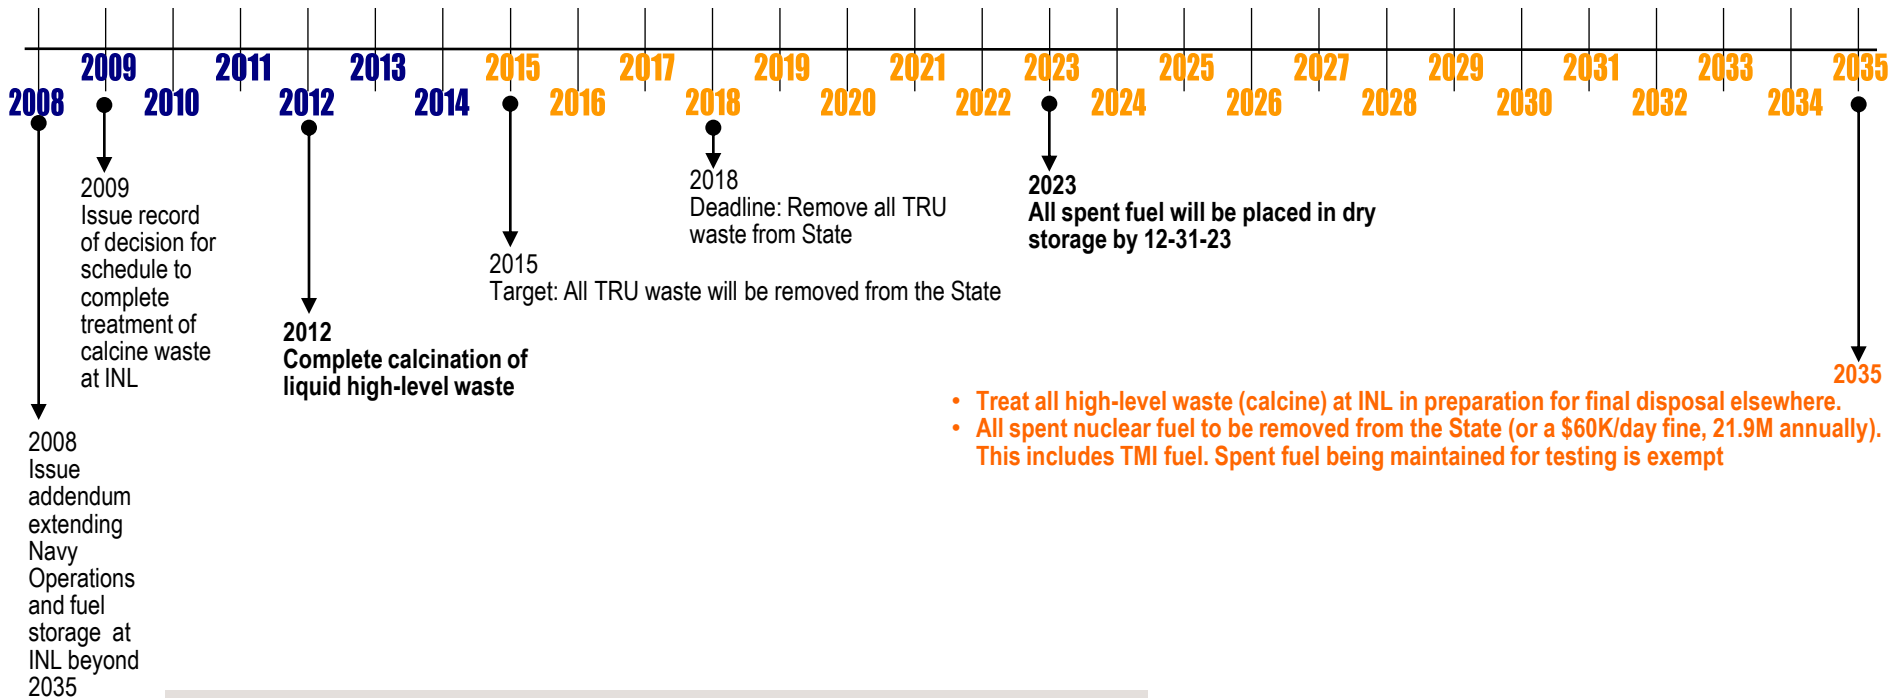 2009 2011 2013 2015 2017 2019 2021 2023 2025 2027 2029 2031 2033 2035
2008 2010 2012 2014 2016 2018 2020 2022 2024 2026 2028 2030 2032 2034
2008
Issue
addendum
extending
Navy
Operations
and fuel
storage at
INL beyond
2035
2009
Issue record
of decision for
schedule to
complete
treatment of
calcine waste
at INL
2012
Complete calcination of
liquid high-level waste
2015
Target: All TRU waste will be removed from the State
2018
Deadline: Remove all TRU
waste from State
2023
All spent fuel will be placed in dry
storage by 12-31-23
2035
• Treat all high-level waste (calcine) at INL in preparation for final disposal elsewhere.
• All spent nuclear fuel to be removed from the State (or a $60K/day fine, 21.9M annually).
This includes TMI fuel. Spent fuel being maintained for testing is exempt